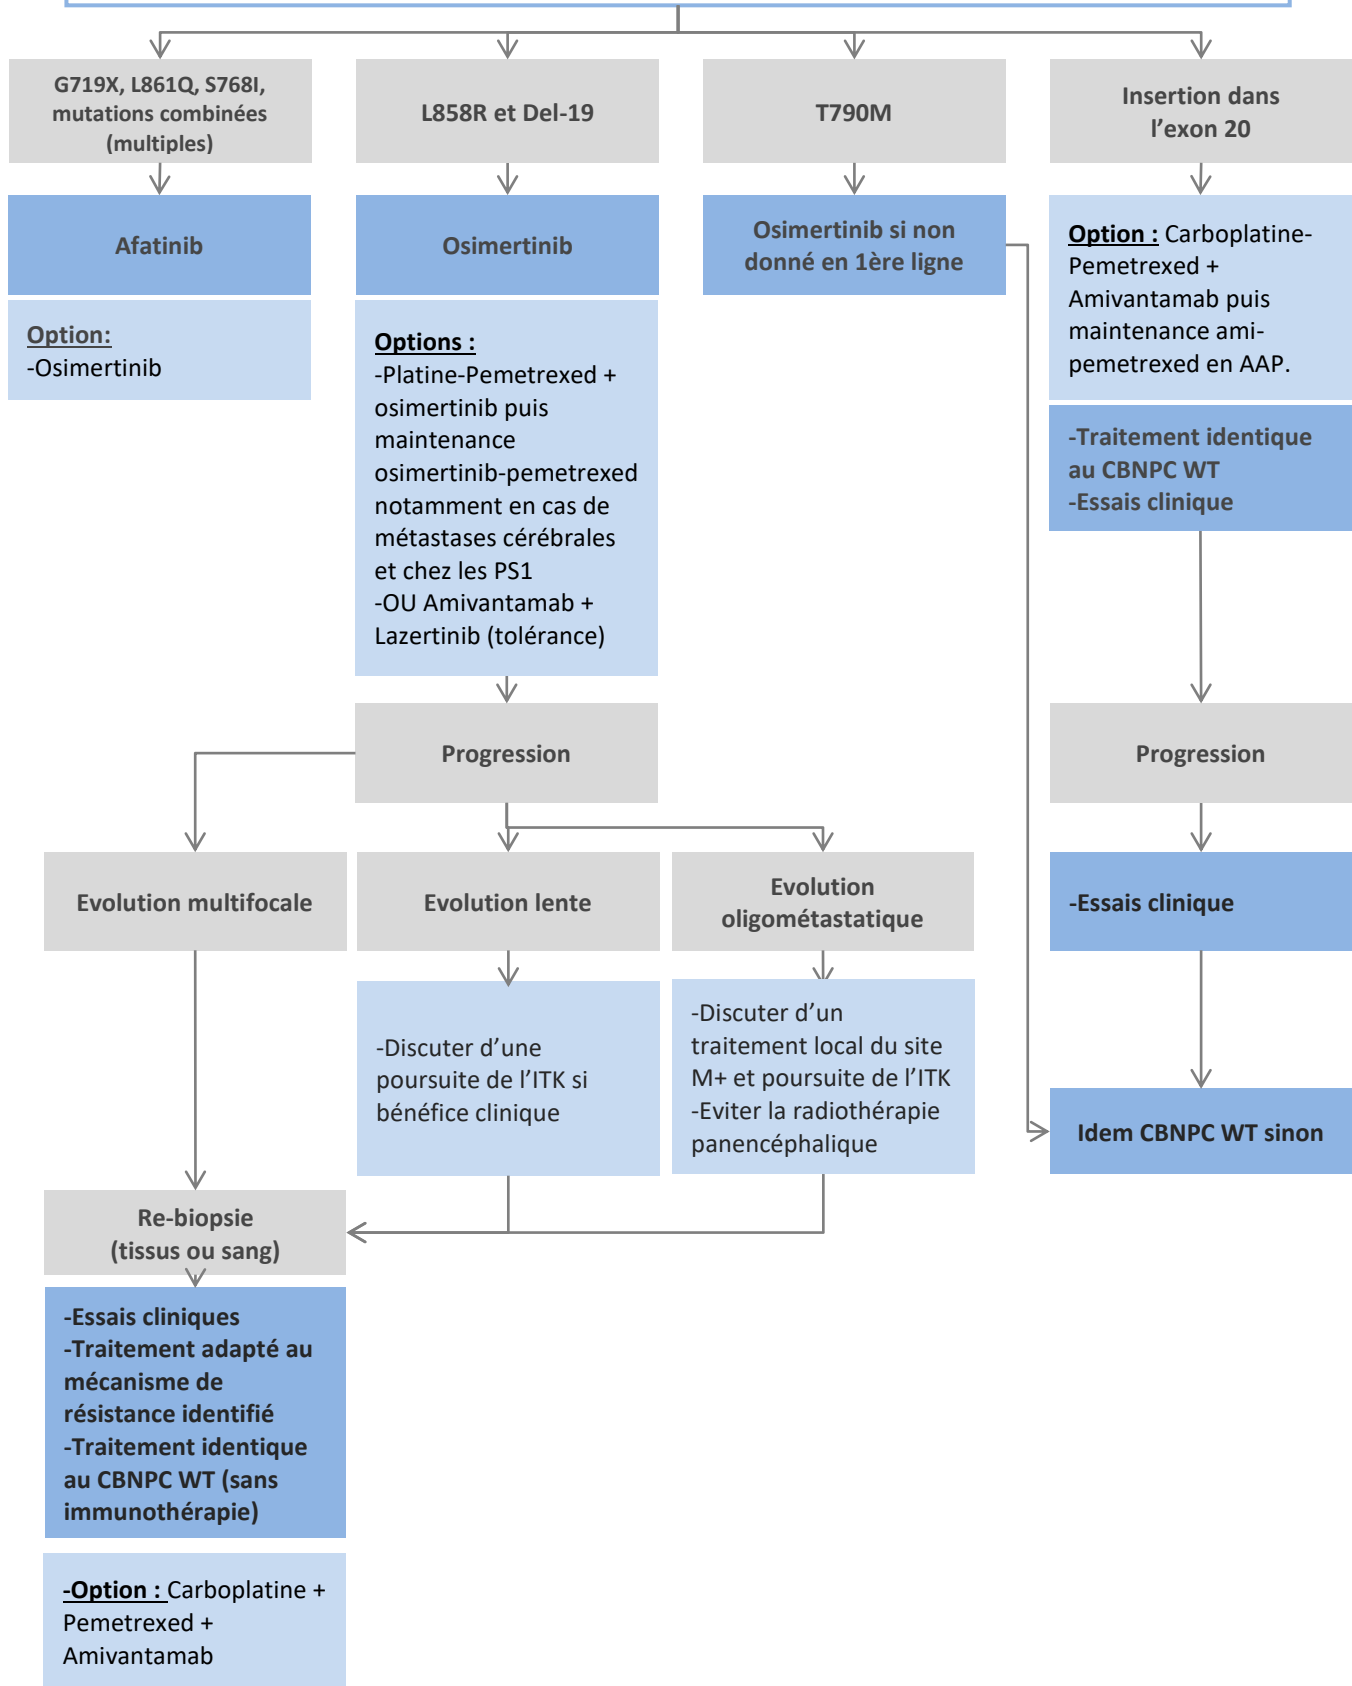 G719X, L861Q, S768I,
mutations combinées
(multiples)
L858R et Del-19
T790M
Insertion dans
l’exon 20
Afatinib
Option:
-Osimertinib
Osimertinib
Options :
-Platine-Pemetrexed +
osimertinib puis
maintenance
osimertinib-pemetrexed
notamment en cas de
métastases cérébrales
et chez les PS1
-OU Amivantamab +
Lazertinib (tolérance)
Osimertinib si non
donné en 1ère ligne
Option : Carboplatine-
Pemetrexed +
Amivantamab puis
maintenance ami-
pemetrexed en AAP.
-Traitement identique
au CBNPC WT
-Essais clinique
Progression
Progression
Evolution multifocale
Evolution lente
Evolution
oligométastatique
-Essais clinique
-Discuter d’une
poursuite de l’ITK si
bénéfice clinique
-Discuter d’un
traitement local du site
M+ et poursuite de l’ITK
-Eviter la radiothérapie
panencéphalique
Idem CBNPC WT sinon
Re-biopsie
(tissus ou sang)
-Essais cliniques
-Traitement adapté au
mécanisme de
résistance identifié
-Traitement identique
au CBNPC WT (sans
immunothérapie)
-Option : Carboplatine +
Pemetrexed +
Amivantamab